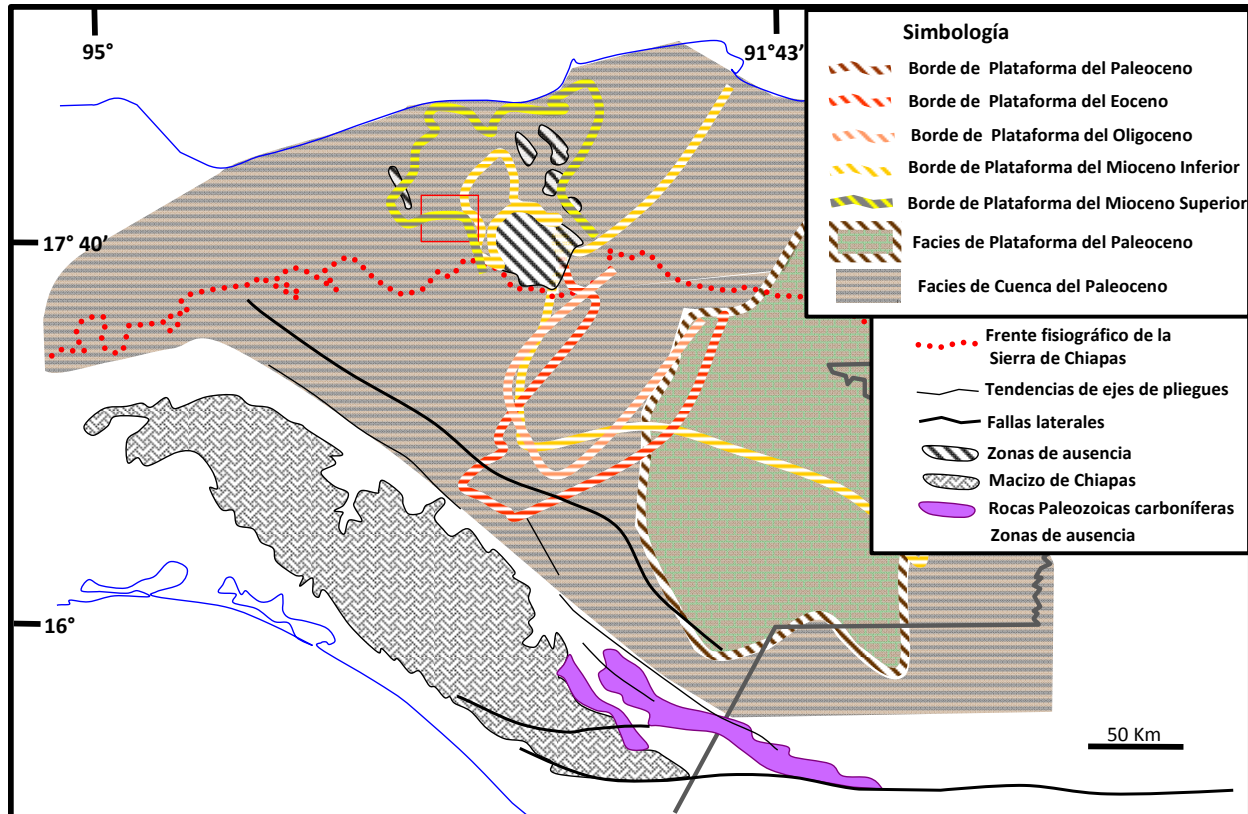 95°
91°43’
17° 40’
16°
Simbología
Borde de Plataforma del Paleoceno
Borde de Plataforma del Eoceno
Borde de Plataforma del Oligoceno
Borde de Plataforma del Mioceno Inferior
Borde de Plataforma del Mioceno Superior
Facies de Plataforma del Paleoceno
Facies de Cuenca del Paleoceno
Frente fisiográfico de la
Sierra de Chiapas
Tendencias de ejes de pliegues
Fallas laterales
Zonas de ausencia
Macizo de Chiapas
Rocas Paleozoicas carboníferas
Zonas de ausencia
50 Km